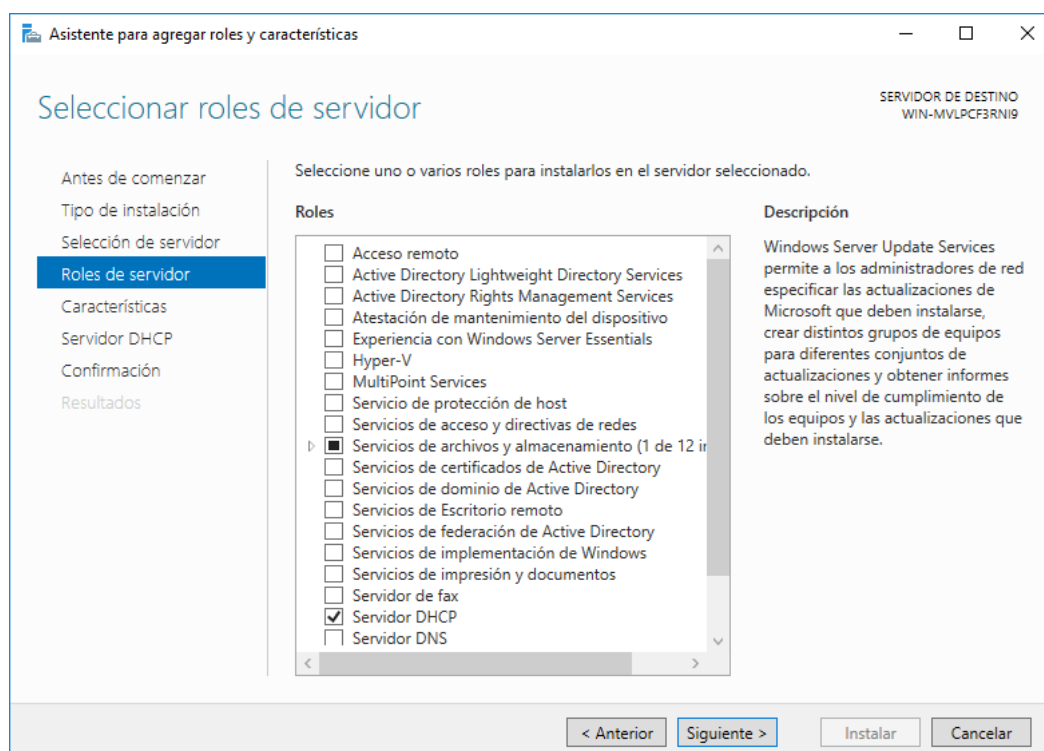 Asistente para agregar roles y características
Seleccionar roles de servidor
SERVIDOR DE DESTINO
WIN-MVLPCF3RNI9
Antes de comenzar
Tipo de instalación
Selección de servidor
Roles de servidor
Características
Servidor DHCP
Confirmación
Resultados
Seleccione uno o varios roles para instalarlos en el servidor seleccionado.
Roles
Acceso remoto
Active Directory Lightweight Directory Services
Active Directory Rights Management Services
Atestación de mantenimiento del dispositivo
Experiencia con Windows Server Essentials
Hyper-V
MultiPoint Services
Servicio de protección de host
Servicios de acceso y directivas de redes
Servicios de archivos y almacenamiento (1 de 12 ir
Servicios de certificados de Active Directory
Servicios de dominio de Active Directory
Servicios de Escritorio remoto
Servicios de federación de Active Directory
Servicios de implementación de Windows
Servicios de impresión y documentos
Servidor de fax
Servidor DHCP
Servidor DNS
Descripción
Windows Server Update Services
permite a los administradores de red
especificar las actualizaciones de
Microsoft que deben instalarse,
crear distintos grupos de equipos
para diferentes conjuntos de
actualizaciones y obtener informes
sobre el nivel de cumplimiento de
los equipos y las actualizaciones que
deben instalarse.
< Anterior
Siguiente >
Instalar
Cancelar